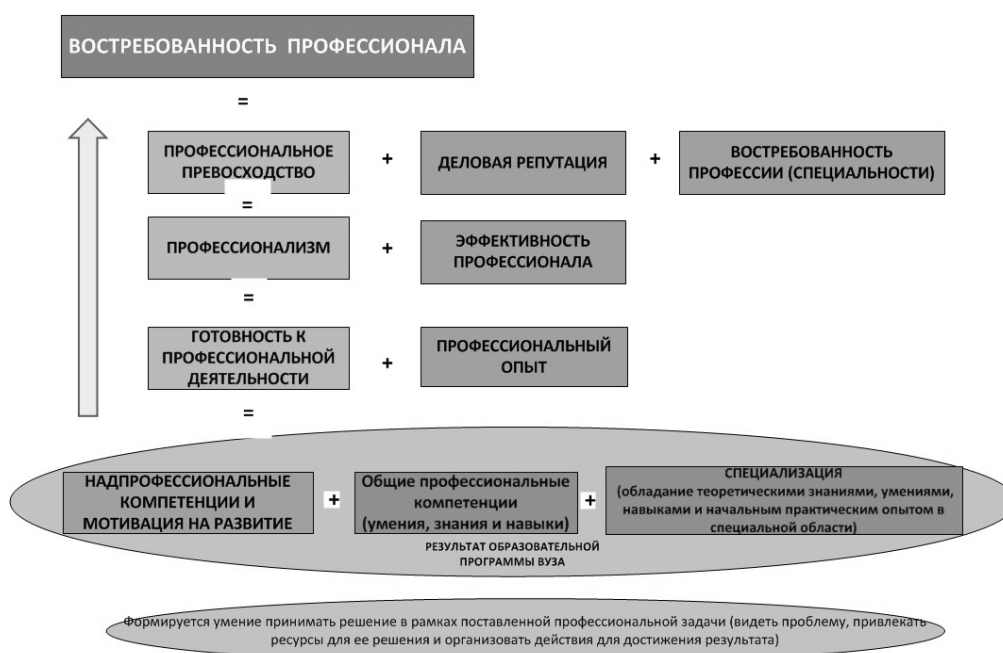 ВОСТРЕБОВАННОСТЬ ПРОФЕССИОНАЛА
=
ПРОФЕССИОНАЛЬНОЕ
ПРЕВОСХОДСТВО
+
ДЕЛОВАЯ РЕПУТАЦИЯ
+
ВОСТРЕБОВАННОСТЬ
ПРОФЕССИИ (СПЕЦИАЛЬНОСТИ)
=
ПРОФЕССИОНАЛИЗМ
+
ЭФФЕКТИВНОСТЬ
ПРОФЕССИОНАЛА
=
ГОТОВНОСТЬ К
ПРОФЕССИОНАЛЬНОЙ
ДЕЯТЕЛЬНОСТИ
+
ПРОФЕССИОНАЛЬНЫЙ
ОПЫТ
=
НАДПРОФЕССИОНАЛЬНЫЕ
КОМПЕТЕНЦИИ И
МОТИВАЦИЯ НА РАЗВИТИЕ
+
Общие профессиональные
компетенции
(умения, знания и навыки)
+
СПЕЦИАЛИЗАЦИЯ
(обладание теоретическими знаниями, умениями,
навыками и начальным практическим опытом в
специальной области)
РЕЗУЛЬТАТ ОБРАЗОВАТЕЛЬНОЙ
ПРОГРАММЫ ВУЗА
Формируется умение принимать решение в рамках поставленной профессиональной задачи (видеть проблему, привлекать
ресурсы для ее решения и организовать действия для достижения результата)